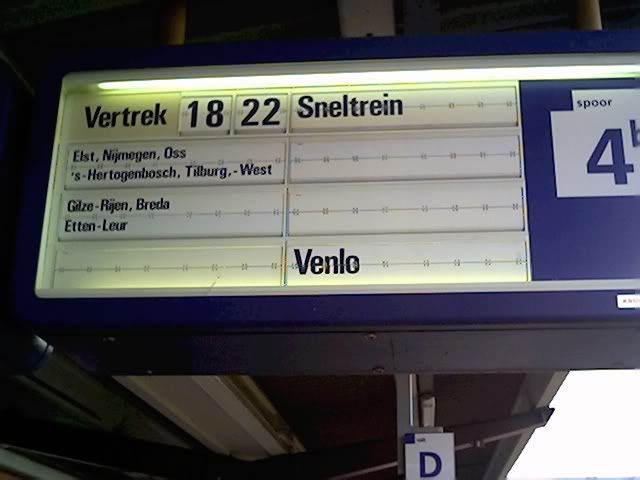 Vertrek 18 22 Sneltrein
Elst, Nijmegen, Oss
's-Hertogenbosch, Tilburg,-West
Gilze-Rijen, Breda
Etten-Leur
Venlo
spoor
4b
D